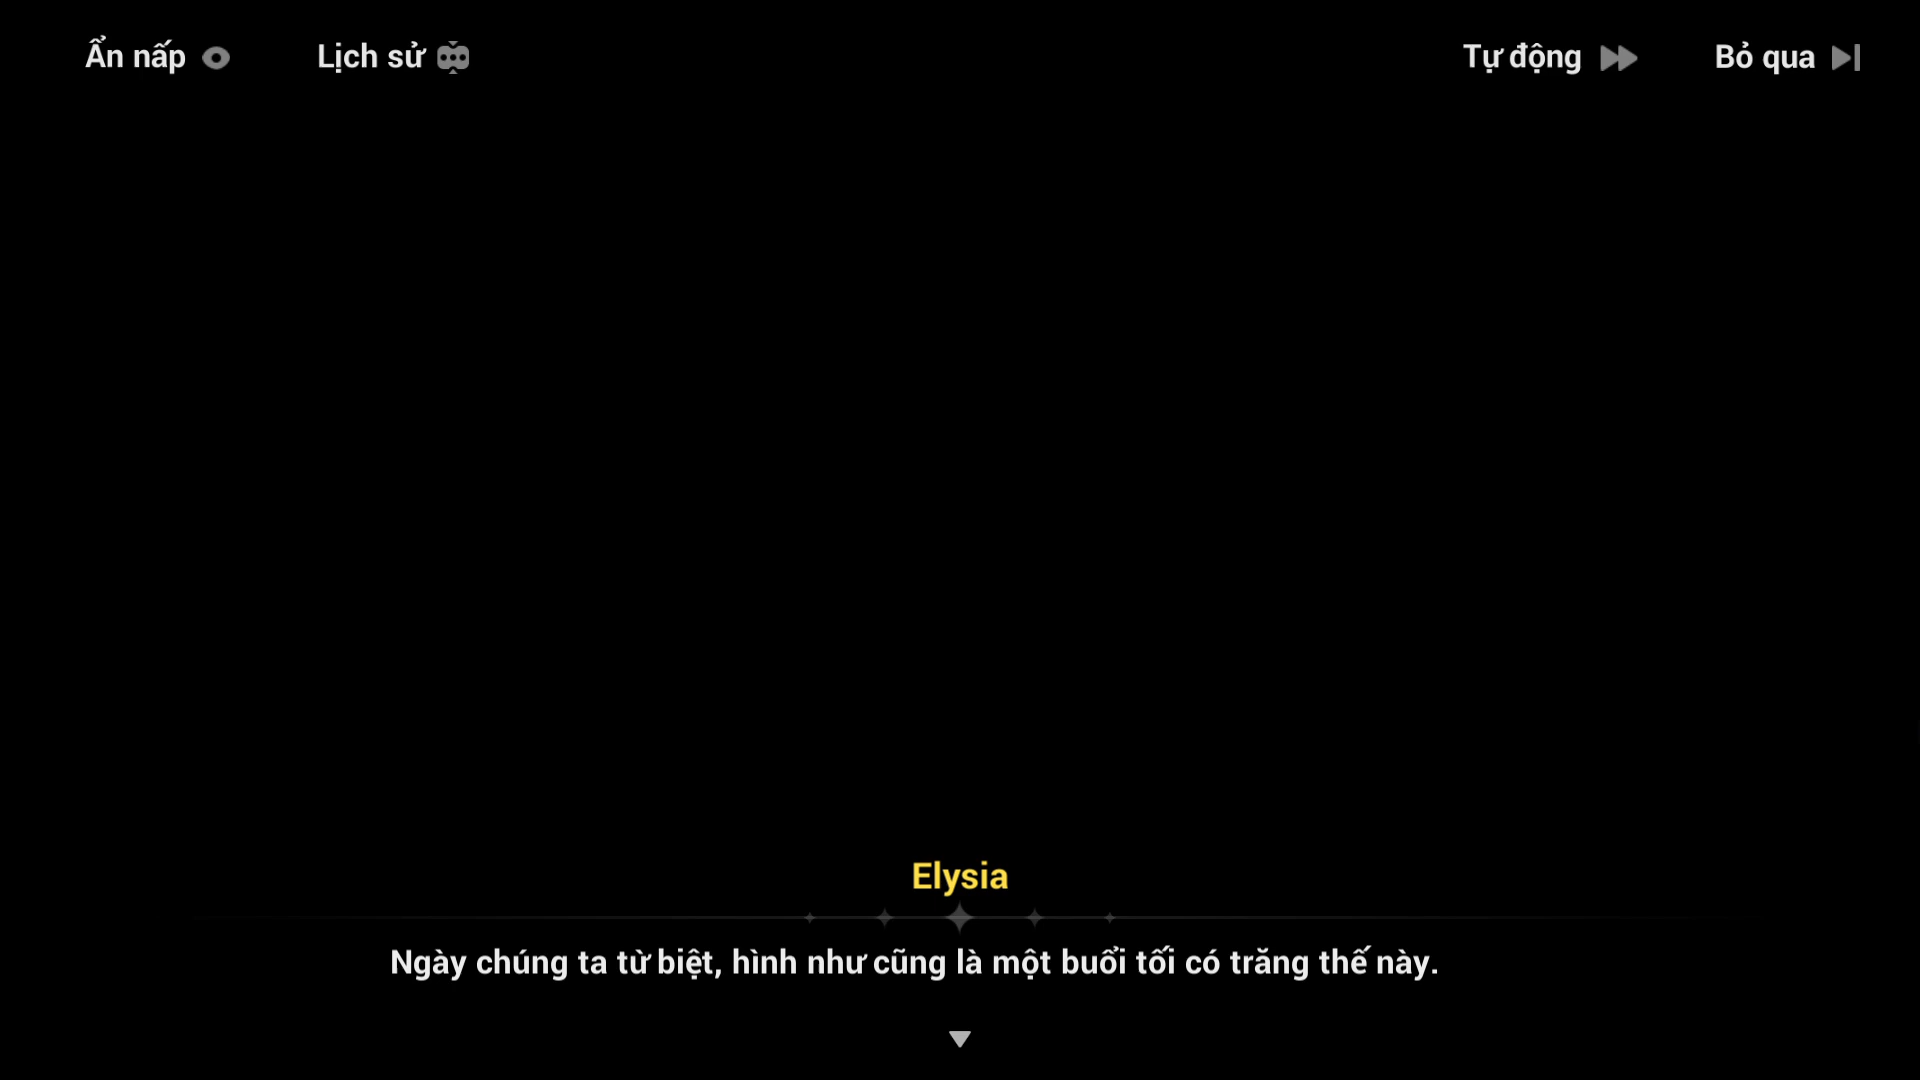 Ẩn nấp
Lịch sử
Tự động
Bỏ qua
Elysia
Ngày chúng ta từ biệt, hình như cũng là một buổi tối có trăng thế này.